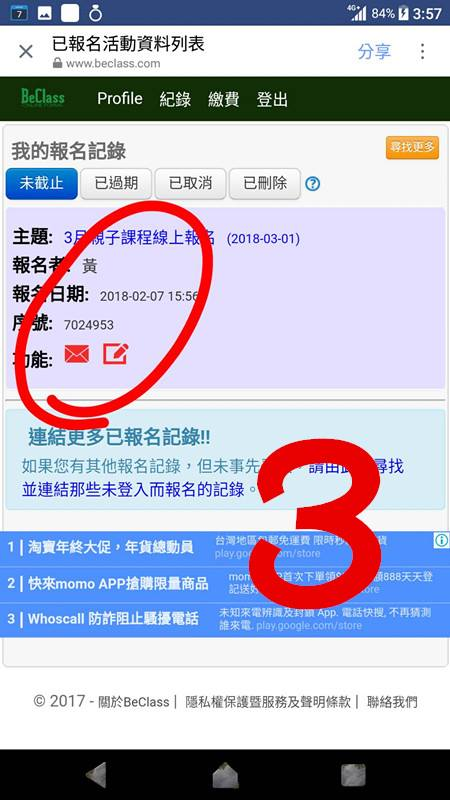 7
4G+ 84% 3:57
已報名活動資料列表
www.beclass.com
分享
BeClass
Profile 紀錄 繳費 登出
我的報名記錄
尋找更多
未截止 已過期 已取消 已刪除 ?
主題: 3月親子課程線上報名 (2018-03-01)
報名者: 黃
報名日期: 2018-02-07 15:56
序號: 7024953
功能:
連結更多已報名記錄!!
如果您有其他報名記錄，但未事先
請由此 尋找
並連結那些未登入而報名的記錄。
3
1 | 淘寶年終大促，年貨總動員
台灣地區包郵免運費 限時秒 貨
play.google.com/store
2 | 快來momo APP搶購限量商品
momo APP首次下單領 額888天天登
記送好
/store
3 | Whoscall 防詐阻止騷擾電話
未知來電辨識及封鎖 App. 電話快搜, 不再猜測
誰來電. play.google.com/store
© 2017 - 關於BeClass | 隱私權保護暨服務及聲明條款 | 聯絡我們